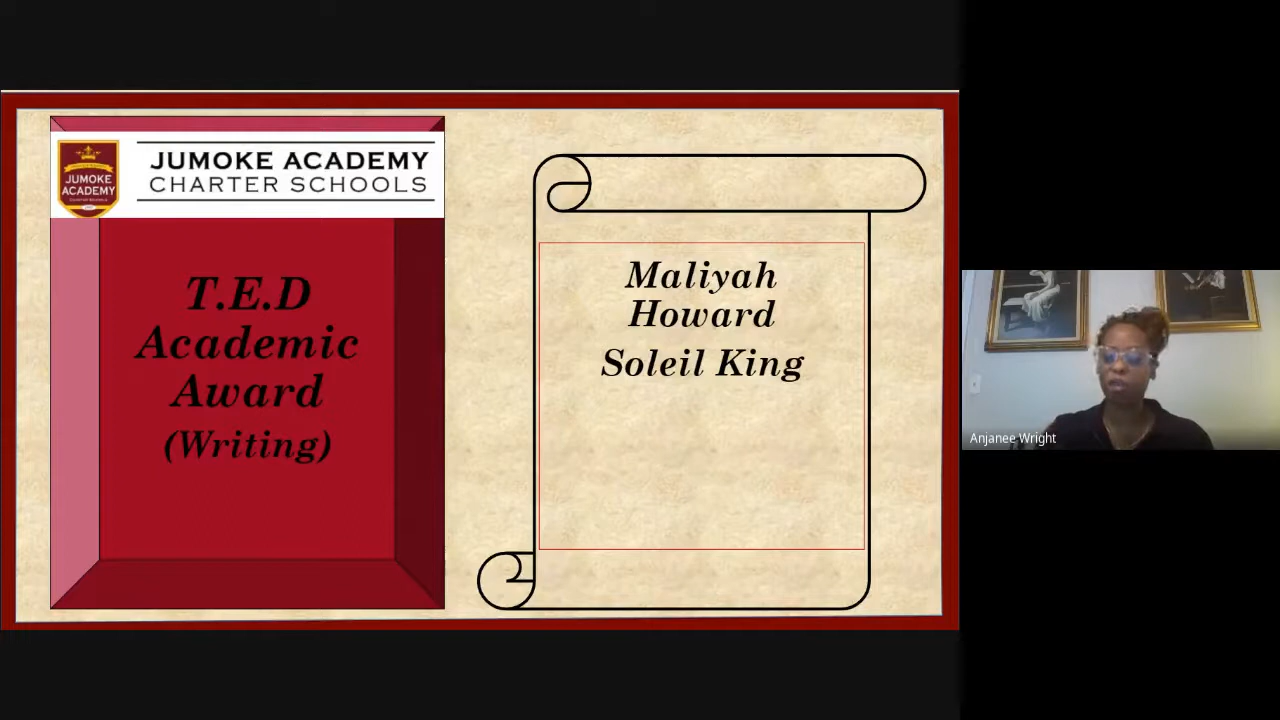 JUMOKE ACADEMY
CHARTER SCHOOLS
JUMOKE
ACADEMY
T.E.D
Academic
Award
(Writing)
Maliyah
Howard
Soleil King
Anjanee Wright